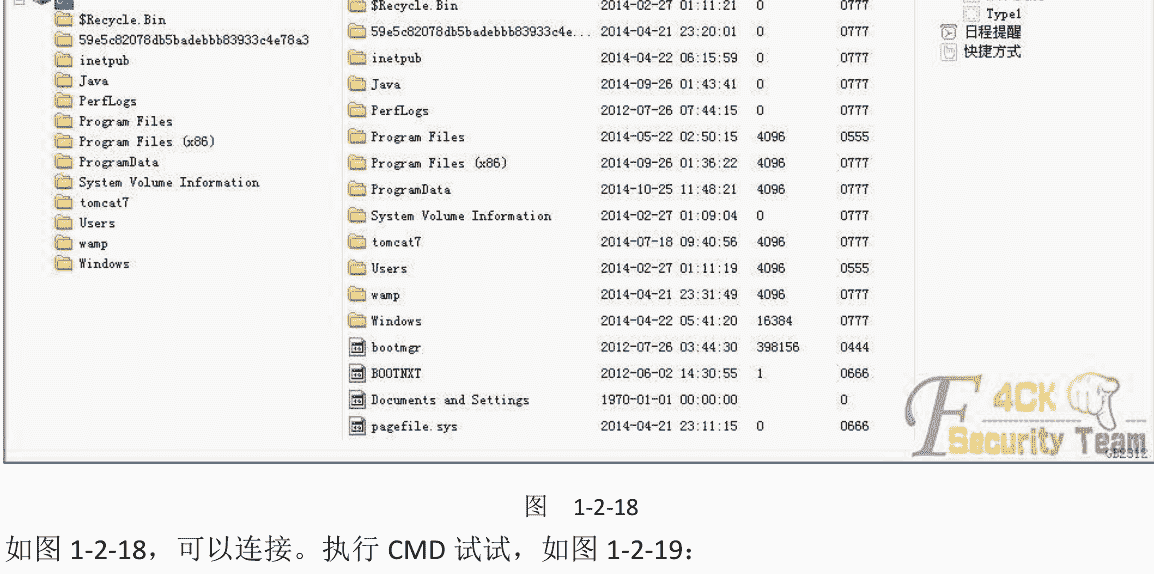 $Recycle.Bin
59e5c82078db5badebbb83933c4e78a3
inetpub
Java
PerfLogs
Program Files
Program Files (x86)
ProgramData
System Volume Information
tomcat7
Users
wamp
Windows
$Recycle.Bin 2014-02-27 01:11:21 0 0777
59e5c82078db5badebbb83933c4e... 2014-04-21 23:20:01 0 0777
inetpub 2014-04-22 06:15:59 0 0777
Java 2014-09-26 01:43:41 0 0777
PerfLogs 2012-07-26 07:44:15 0 0777
Program Files 2014-05-22 02:50:15 4096 0555
Program Files (x86) 2014-09-26 01:36:22 4096 0777
ProgramData 2014-10-25 11:48:21 4096 0777
System Volume Information 2014-02-27 01:09:04 0 0777
tomcat7 2014-07-18 09:40:56 4096 0777
Users 2014-02-27 01:11:19 4096 0555
wamp 2014-04-21 23:31:49 4096 0777
Windows 2014-04-22 05:41:20 16384 0777
bootmgr 2012-07-26 03:44:30 398156 0444
BOOTNXT 2012-06-02 14:30:55 1 0666
Documents and Settings 1970-01-01 00:00:00 0
pagefile.sys 2014-04-21 23:11:15 0 0666
Type1
日程提醒
快捷方式
F4CK
Security Team
GB2312
图 1-2-18
如图 1-2-18，可以连接。执行 CMD 试试，如图 1-2-19：